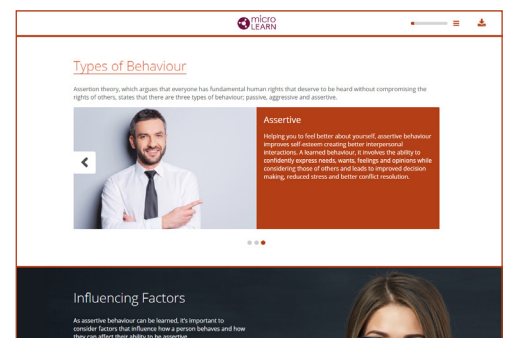 micro
LEARN
Types of Behaviour
Assertion theory, which argues that everyone has fundamental human rights that deserve to be heard without compromising the
rights of others, states that there are three types of behaviour; passive, aggressive and assertive.
Assertive
Helping you to feel better about yourself, assertive behaviour
improves self-esteem creating better interpersonal
interactions. A learned behaviour, it involves the ability to
confidently express needs, wants, feelings and opinions while
considering those of others and leads to improved decision
making, reduced stress and better conflict resolution.
Influencing Factors
As assertive behaviour can be learned, it's important to
consider factors that influence how a person behaves and how
they can affect their ability to be assertive.